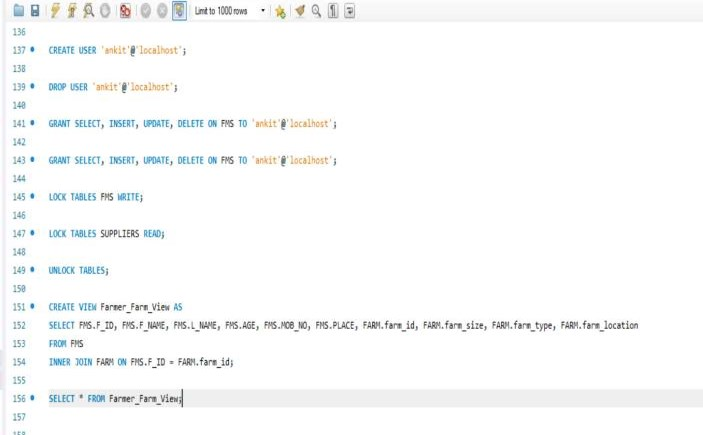 Limit to 1000 rows
136
137 CREATE USER 'ankit'@'localhost';
138
139 DROP USER 'ankit'@'localhost';
140
141 GRANT SELECT, INSERT, UPDATE, DELETE ON FMS TO 'ankit'@'localhost';
142
143 GRANT SELECT, INSERT, UPDATE, DELETE ON FMS TO 'ankit'@'localhost';
144
145 LOCK TABLES FMS WRITE;
146
147 LOCK TABLES SUPPLIERS READ;
148
149 UNLOCK TABLES;
150
151 CREATE VIEW Farmer_Farm_View AS
152 SELECT FMS.F_ID, FMS.F_NAME, FMS.L_NAME, FMS.AGE, FMS.MOB_NO, FMS.PLACE, FARM.farm_id, FARM.farm_size, FARM.farm_type, FARM.farm_location
153 FROM FMS
154 INNER JOIN FARM ON FMS.F_ID = FARM.farm_id;
155
156 SELECT * FROM Farmer_Farm_View;
157
158